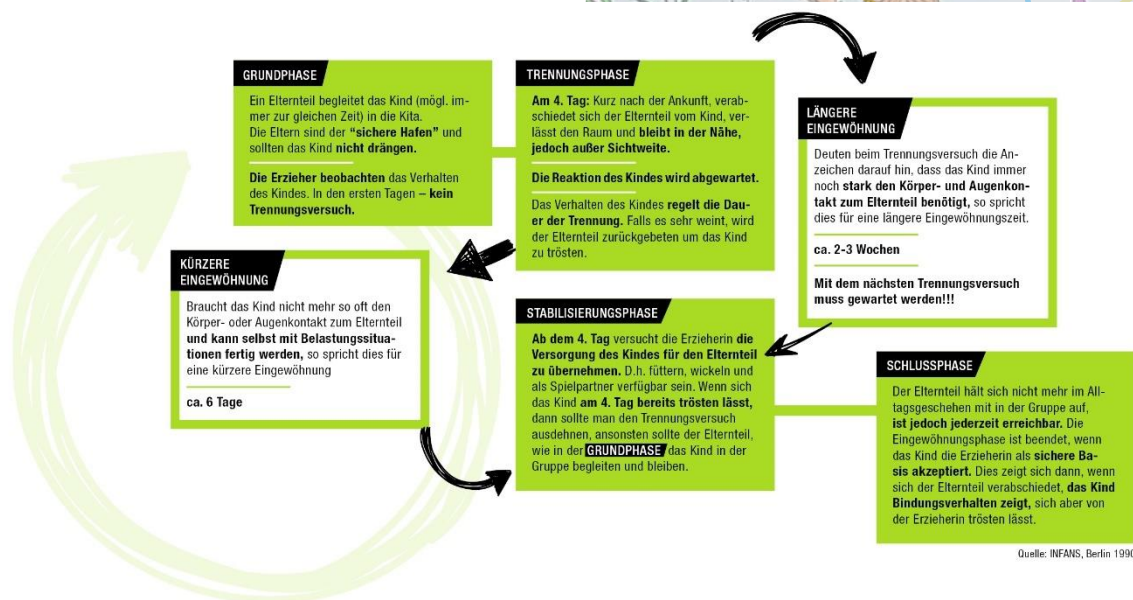 GRUNDPHASE
Ein Elternteil begleitet das Kind (mögl. im-
mer zur gleichen Zeit) in die Kita.
Die Eltern sind der “sichere Hafen” und
sollten das Kind nicht drängen.
Die Erzieher beobachten das Verhalten
des Kindes. In den ersten Tagen – kein
Trennungsversuch.
TRENNUNGSPHASE
Am 4. Tag: Kurz nach der Ankunft, verab-
schiedet sich der Elternteil vom Kind, ver-
lässt den Raum und bleibt in der Nähe,
jedoch außer Sichtweite.
Die Reaktion des Kindes wird abgewartet.
Das Verhalten des Kindes regelt die Dau-
er der Trennung. Falls es sehr weint, wird
der Elternteil zurückgebeten um das Kind
zu trösten.
LÄNGERE
EINGEWÖHNUNG
Deuten beim Trennungsversuch die An-
zeichen darauf hin, dass das Kind immer
noch stark den Körper- und Augenkon-
takt zum Elternteil benötigt, so spricht
dies für eine längere Eingewöhnungszeit.
ca. 2-3 Wochen
Mit dem nächsten Trennungsversuch
muss gewartet werden!!!
KÜRZERE
EINGEWÖHNUNG
Braucht das Kind nicht mehr so oft den
Körper- oder Augenkontakt zum Elternteil
und kann selbst mit Belastungssitua-
tionen fertig werden, so spricht dies für
eine kürzere Eingewöhnung
ca. 6 Tage
STABILISIERUNGSPHASE
Ab dem 4. Tag versucht die Erzieherin die
Versorgung des Kindes für den Elternteil
zu übernehmen. D.h. füttern, wickeln und
als Spielpartner verfügbar sein. Wenn sich
das Kind am 4. Tag bereits trösten lässt,
dann sollte man den Trennungsversuch
ausdehnen, ansonsten sollte der Elternteil,
wie in der GRUNDPHASE das Kind in der
Gruppe begleiten und bleiben.
SCHLUSSPHASE
Der Elternteil hält sich nicht mehr im All-
tagsgeschehen mit in der Gruppe auf,
ist jedoch jederzeit erreichbar. Die
Eingewöhnungsphase ist beendet, wenn
das Kind die Erzieherin als sichere Ba-
sis akzeptiert. Dies zeigt sich dann, wenn
sich der Elternteil verabschiedet, das Kind
Bindungsverhalten zeigt, sich aber von
der Erzieherin trösten lässt.
Quelle: INFANS, Berlin 1990